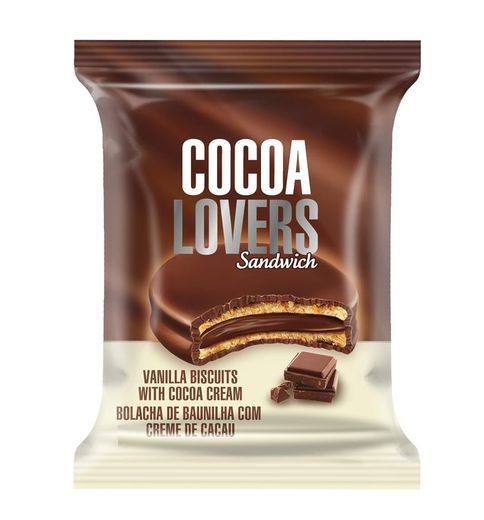 COCOA
LOVERS
Sandwich
VANILLA BISCUITS
WITH COCOA CREAM
BOLACHA DE BAUNILHA COM
CREME DE CACAU